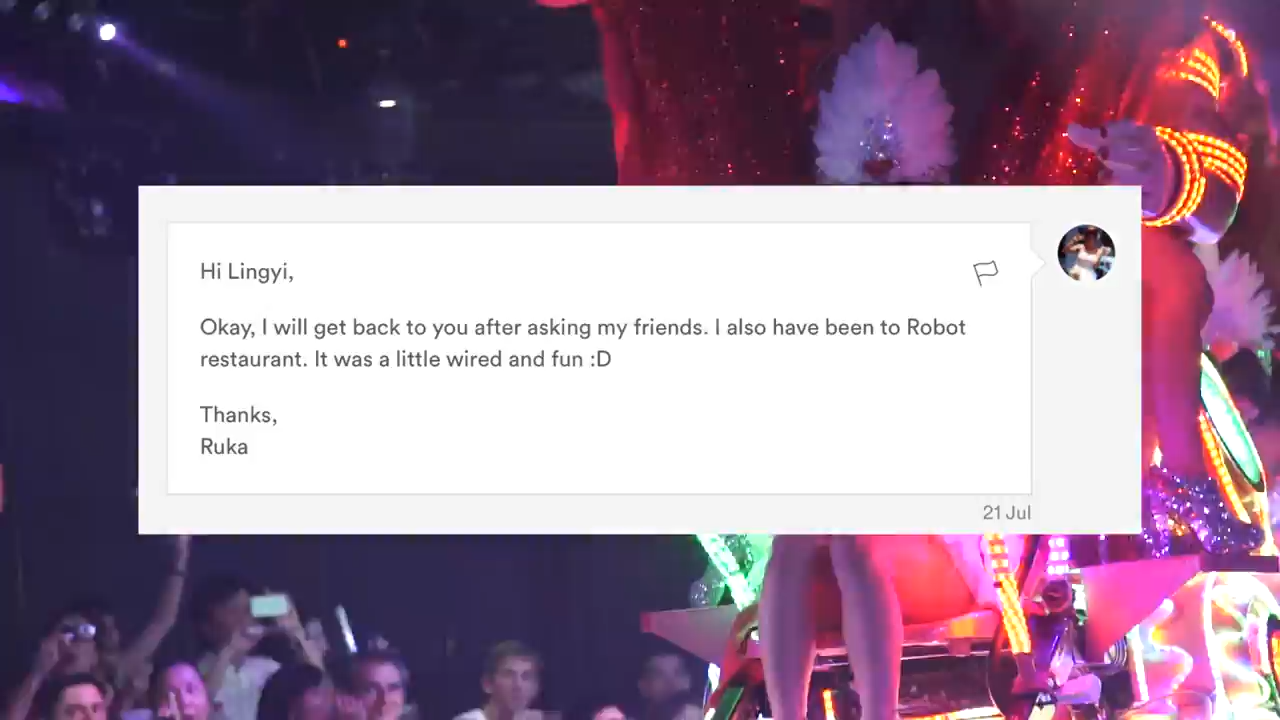 Hi Lingyi,
Okay, I will get back to you after asking my friends. I also have been to Robot
restaurant. It was a little wired and fun :D
Thanks,
Ruka
21 Jul